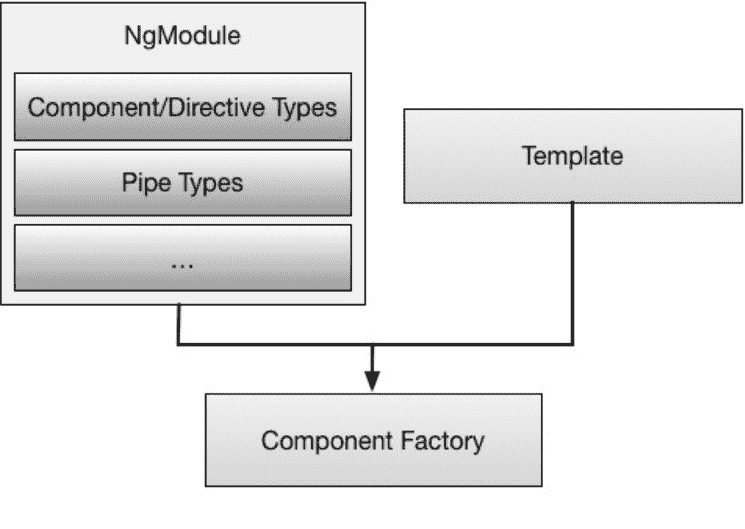 NgModule
Component/Directive Types
Pipe Types
...
Template
Component Factory